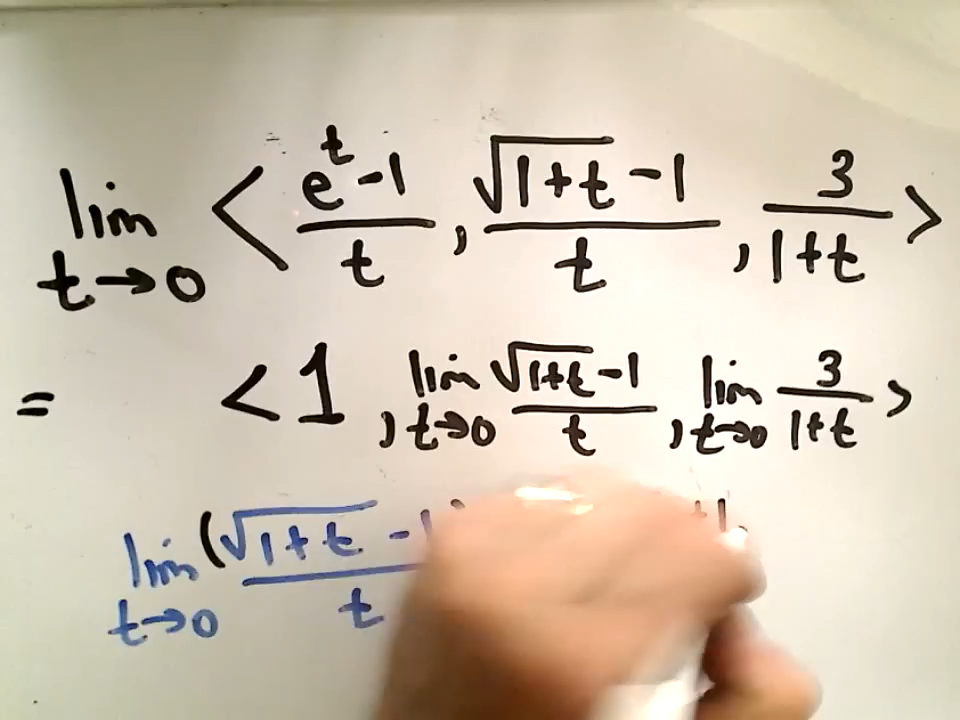 lim t→0 < e^t-1 / t , √1+t -1 / t , 3 / 1+t >
= < 1 , lim t→0 √1+t -1 / t , lim t→0 3 / 1+t >
lim t→0 (√1+t -1 / t